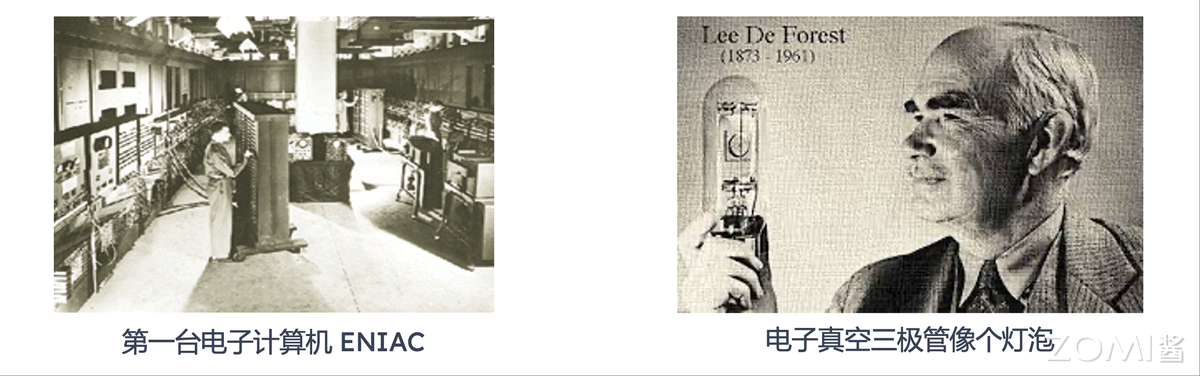 Lee De Forest
(1873 - 1961)
第一台电子计算机 ENIAC
电子真空三极管像个灯泡
ZOMI酱